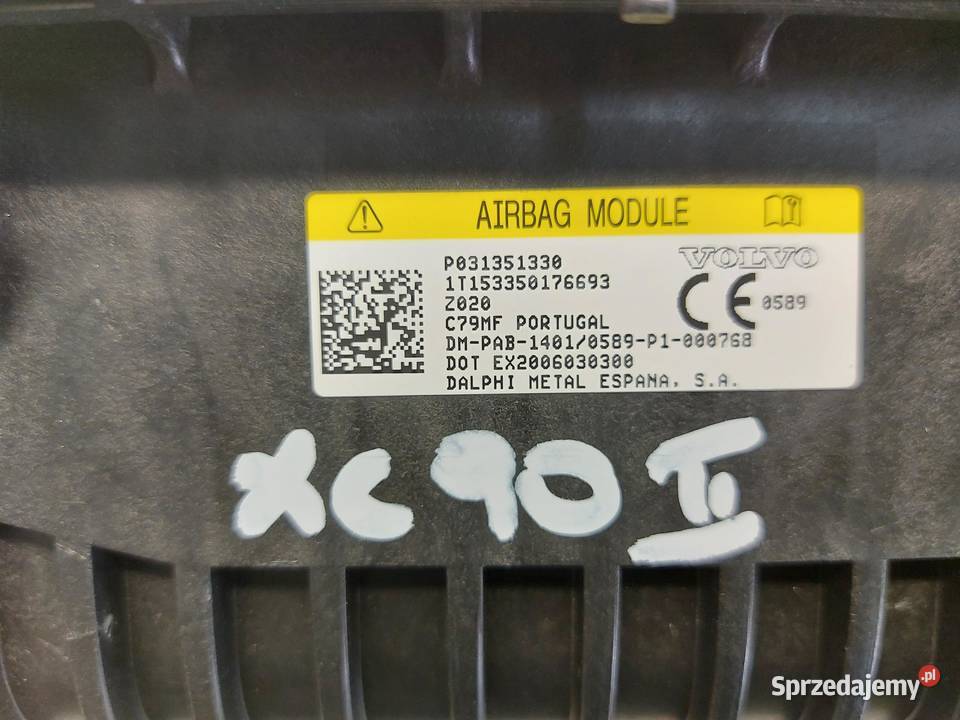 AIRBAG MODULE
VOLVO
P031351330
1T153350176693
Z020
C79MF PORTUGAL
CE 0589
DM-PAB-1401/0589-P1-000768
DOT EX2006030300
DALPHI METAL ESPANA, S.A.
XC90 II
Sprzedajemy.pl